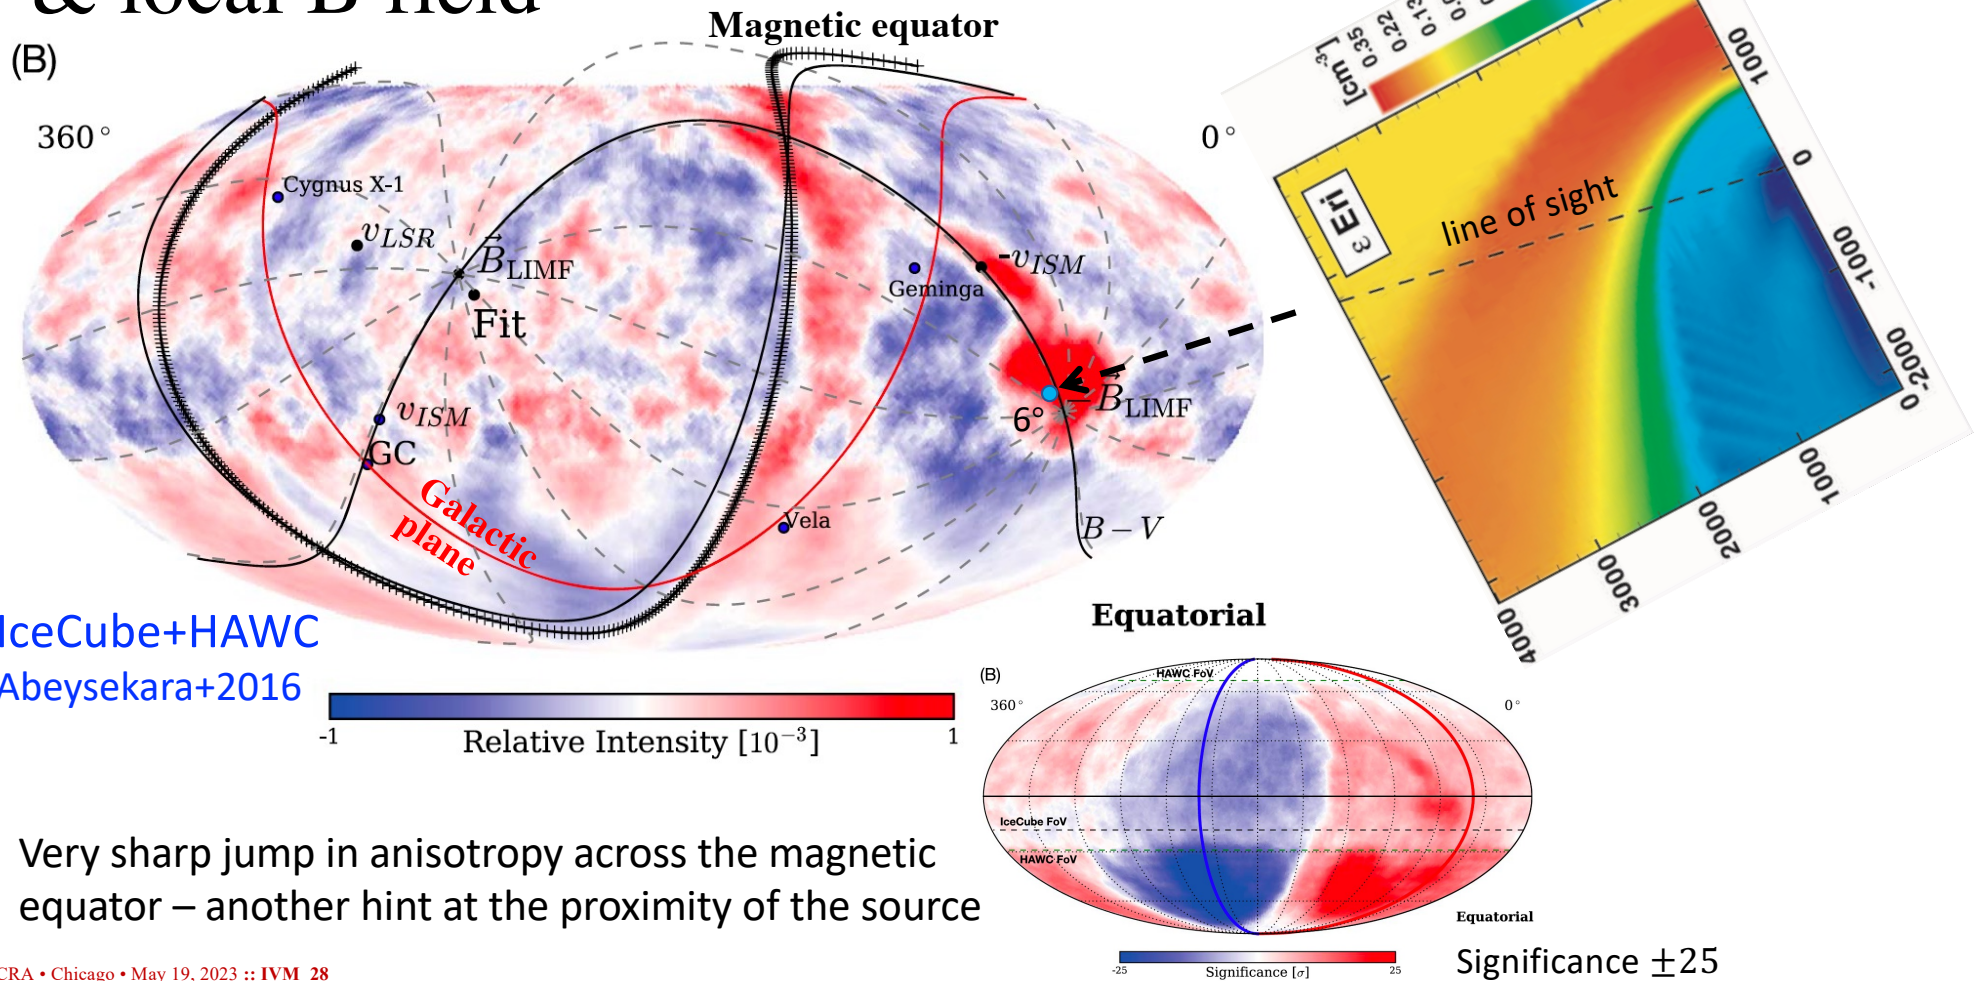 & local B-field
(B)
Magnetic equator
360°
0°
Cygnus X-1
v_LSR
B⃗_LIMF
Fit
Geminga
-v_ISM
v_ISM
GC
6°
−B⃗_LIMF
Galactic
plane
Vela
B − V
IceCube+HAWC
Abeysekara+2016
-1
1
Relative Intensity [10⁻³]
[cm⁻³]
0.35
0.22
0.13
ε Eri
line of sight
1000
0
-1000
-2000
0
1000
2000
3000
4000
Equatorial
(B)
HAWC FoV
360°
0°
IceCube FoV
HAWC FoV
Equatorial
-25
25
Significance [σ]
Significance ±25
Very sharp jump in anisotropy across the magnetic
equator – another hint at the proximity of the source
CRA • Chicago • May 19, 2023 :: IVM 28